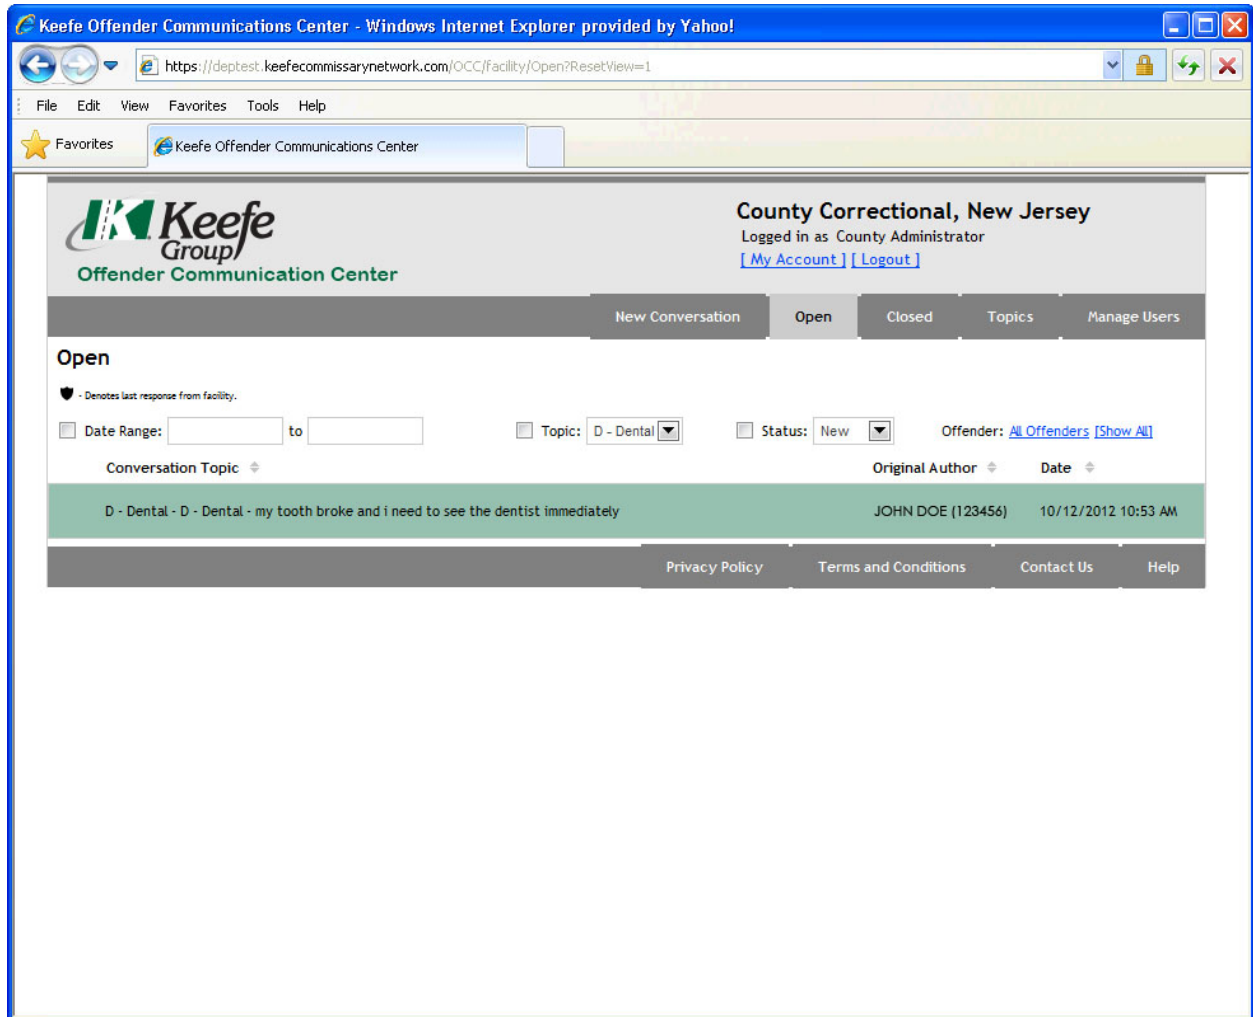 Keefe Offender Communications Center - Windows Internet Explorer provided by Yahoo!
https://deptest.keefecommissarynetwork.com/OCC/facility/Open?ResetView=1
File Edit View Favorites Tools Help
Favorites Keefe Offender Communications Center
Keefe
Group
Offender Communication Center
County Correctional, New Jersey
Logged in as County Administrator
[ My Account ] [ Logout ]
New Conversation Open Closed Topics Manage Users
Open
- Denotes last response from facility.
Date Range: to Topic: D - Dental Status: New Offender: All Offenders [Show All]
Conversation Topic Original Author Date
D - Dental - D - Dental - my tooth broke and i need to see the dentist immediately JOHN DOE (123456) 10/12/2012 10:53 AM
Privacy Policy Terms and Conditions Contact Us Help